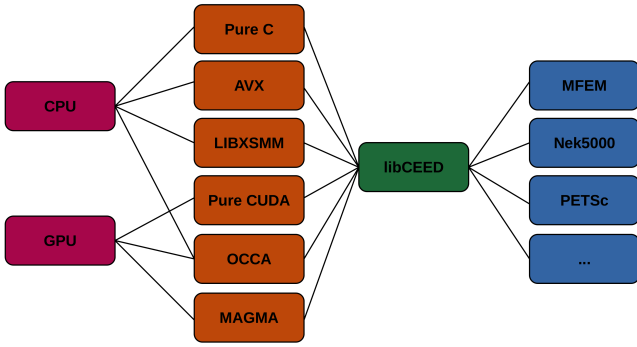 CPU
GPU
Pure C
AVX
LIBXSMM
Pure CUDA
OCCA
MAGMA
libCEED
MFEM
Nek5000
PETSc
...